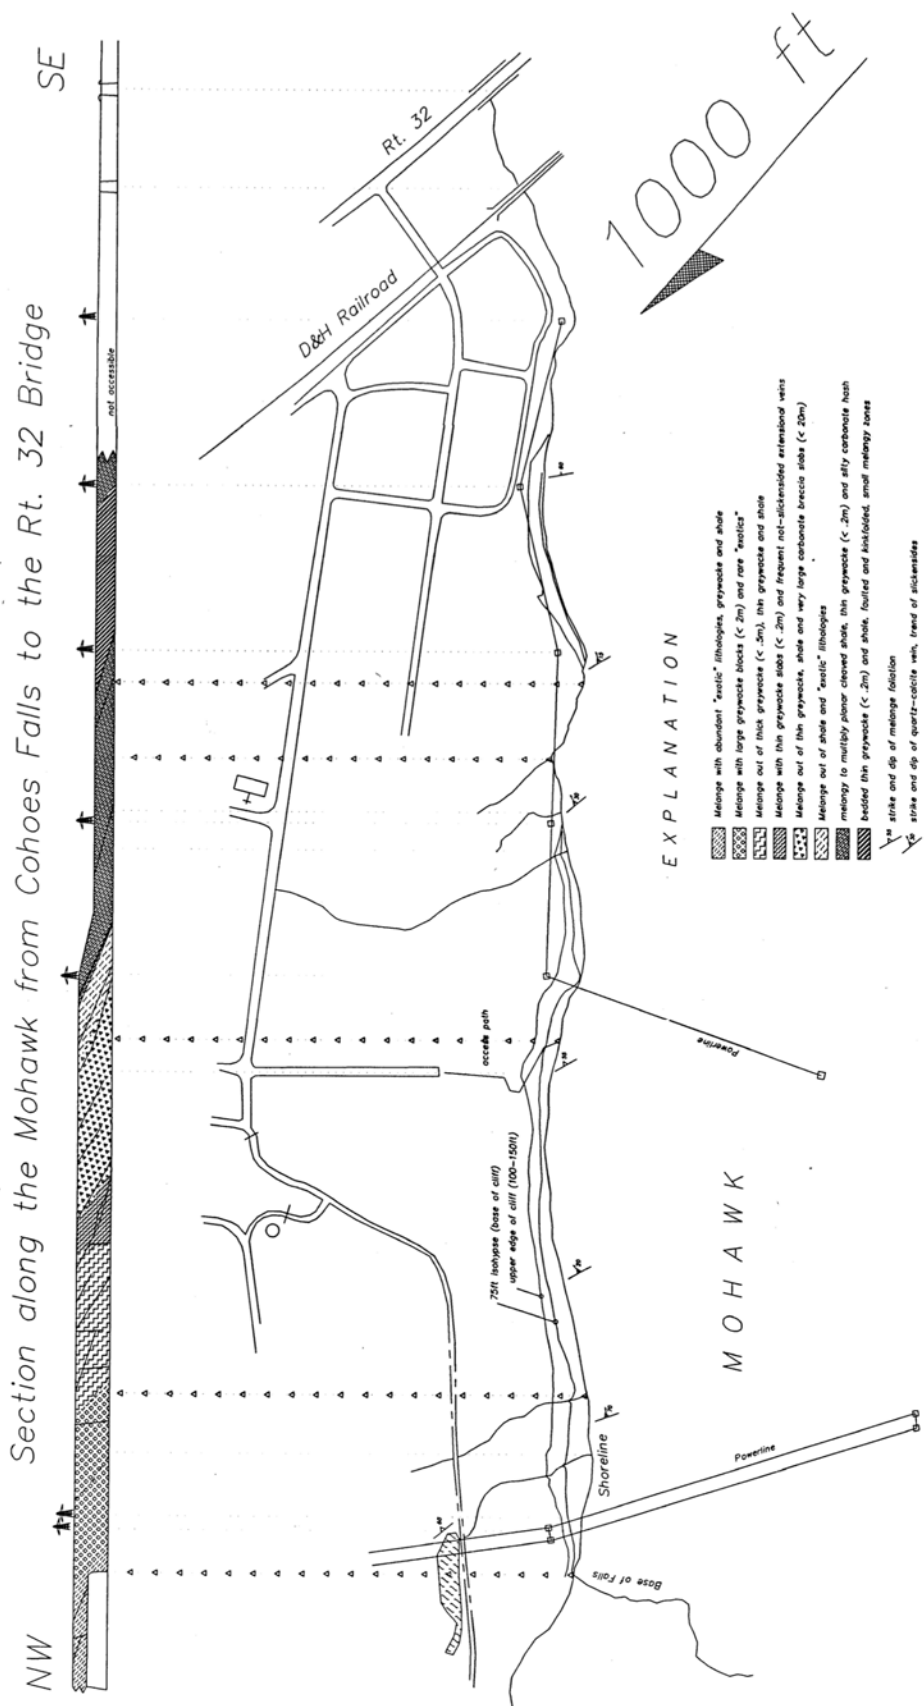 Section along the Mohawk from Cohoes Falls to the Rt. 32 Bridge
NW
SE
not accessible
Rt. 32
D&H Railroad
1000 ft
access path
75ft isohypse (base of cliff)
upper edge of cliff (100-150ft)
Powerline
Shoreline
Powerline
Base of Falls
MOHAWK
EXPLANATION
Melange with abundant "exotic" lithologies, greywacke and shale
Melange with large greywacke blocks (< 2m) and rare "exotics"
Melange out of thick greywacke (< .5m), thin greywacke and shale
Melange with thin greywacke slabs (< .2m) and frequent not-slickensided extensional veins
Melange out of thin greywacke, shale and very large carbonate breccia slabs (< 20m)
Melange out of shale and "exotic" lithologies
melangy to multiply planar cleaved shale, thin greywacke (< .2m) and silty carbonate hash
bedded thin greywacke (< .2m) and shale, faulted and kinkfolded, small melangy zones
strike and dip of melange foliation
strike and dip of quartz-calcite vein, trend of slickensides